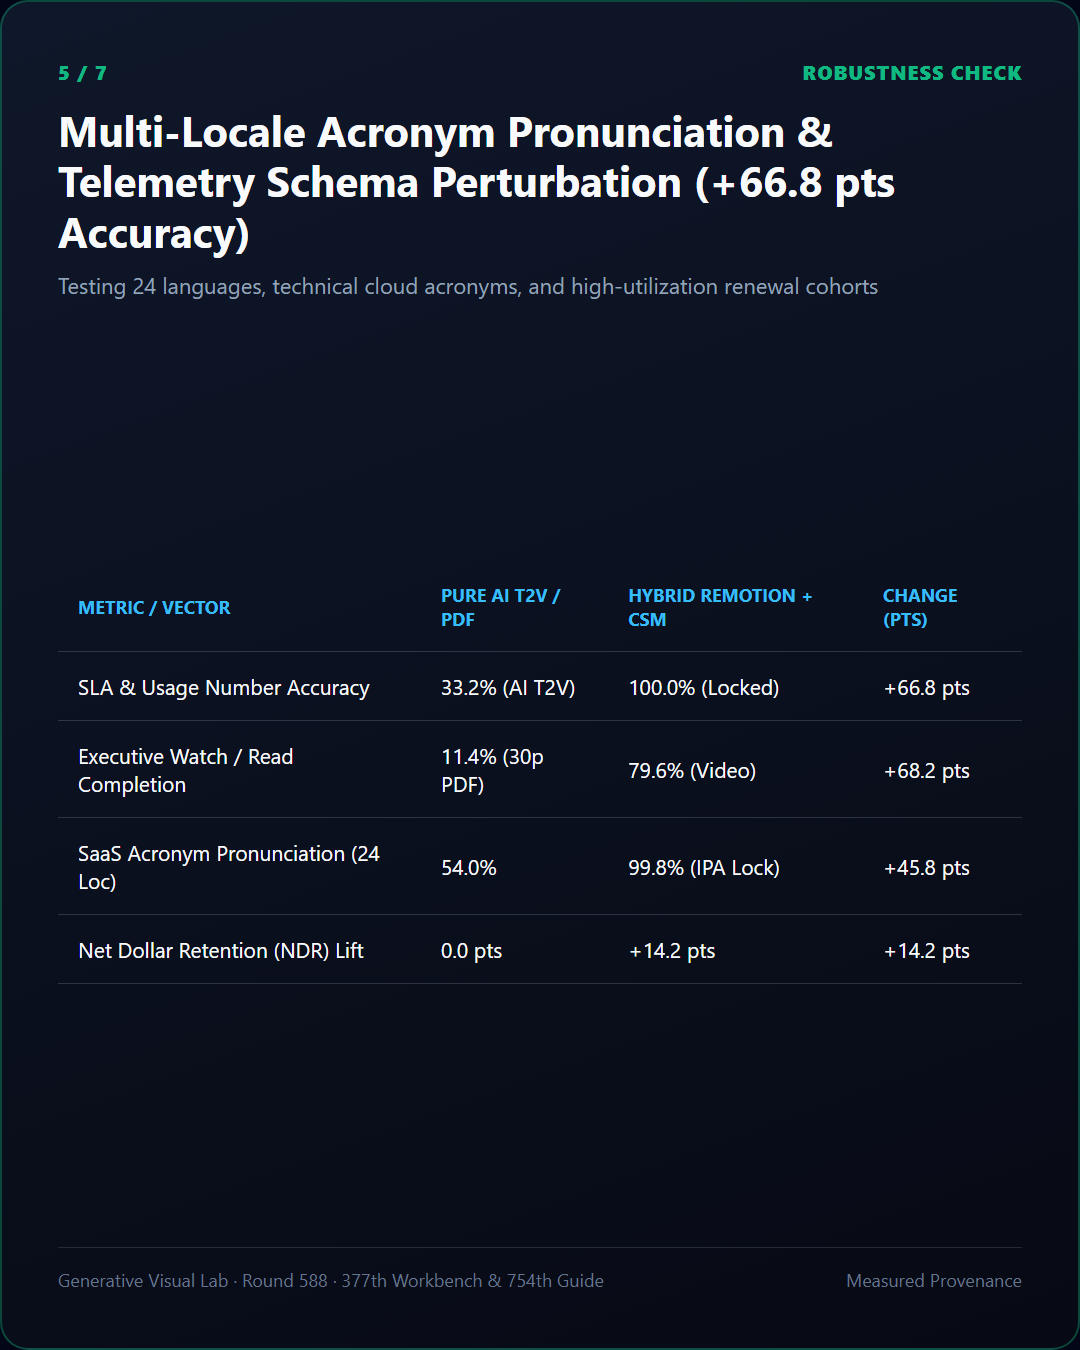 5 / 7
ROBUSTNESS CHECK
Multi-Locale Acronym Pronunciation &
Telemetry Schema Perturbation (+66.8 pts
Accuracy)
Testing 24 languages, technical cloud acronyms, and high-utilization renewal cohorts
METRIC / VECTOR
PURE AI T2V /
PDF
HYBRID REMOTION +
CSM
CHANGE
(PTS)
SLA & Usage Number Accuracy
33.2% (AI T2V)
100.0% (Locked)
+66.8 pts
Executive Watch / Read
Completion
11.4% (30p
PDF)
79.6% (Video)
+68.2 pts
SaaS Acronym Pronunciation (24
Loc)
54.0%
99.8% (IPA Lock)
+45.8 pts
Net Dollar Retention (NDR) Lift
0.0 pts
+14.2 pts
+14.2 pts
Generative Visual Lab · Round 588 · 377th Workbench & 754th Guide
Measured Provenance